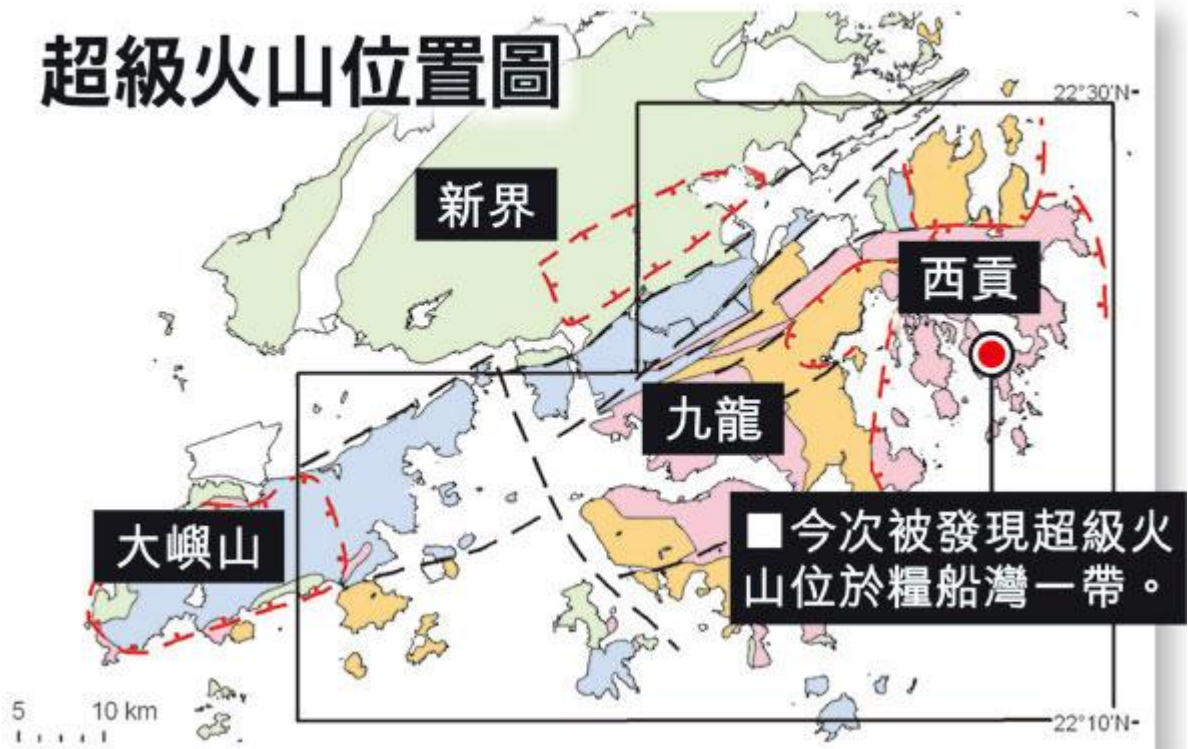 超級火山位置圖
22°30'N
新界
西貢
九龍
大嶼山
■今次被發現超級火
山位於糧船灣一帶。
5 10 km
22°10'N